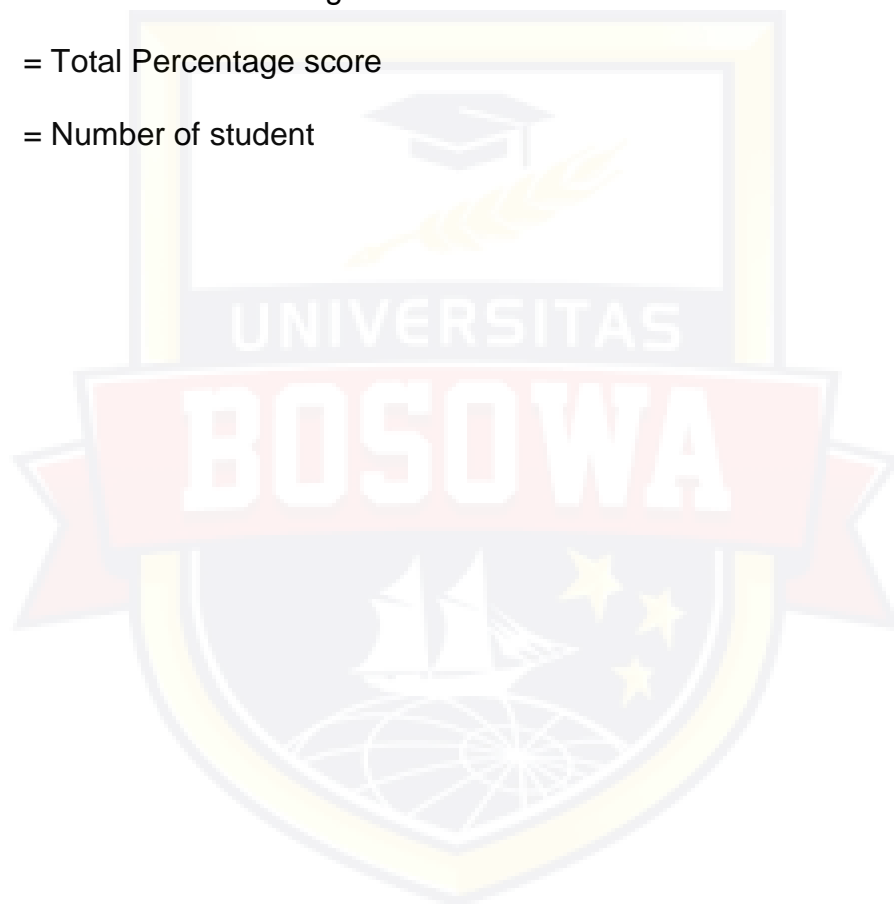 = Total Percentage score
= Number of student
UNIVERSITAS
BOSOWA